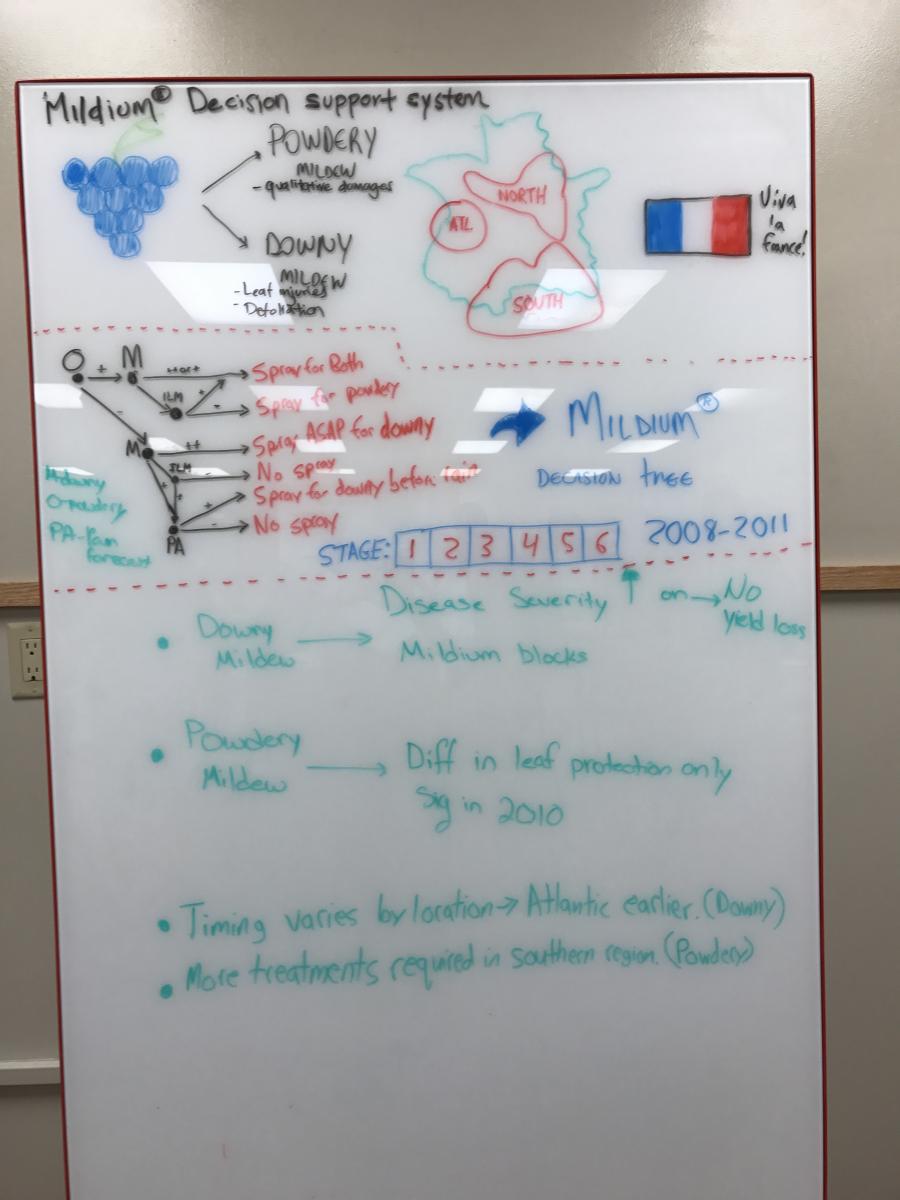 Mildium® Decision support system
POWDERY
MILDEW
- qualitative damages
DOWNY
MILDEW
- Leaf injuries
- Defoliation
NORTH
ATL
SOUTH
Viva
la
france!
O + M ++or+ Spray for Both
ILM + - Spray for powdery
- M ++ Spray ASAP for downy
ILM - No spray
+ + + Spray for downy before rain
PA - No spray
M-downy
O-powdery
PA-Rain
forecast
MILDIUM®
DECISION tree
STAGE: 1 2 3 4 5 6
2008-2011
• Downy
Mildew → Disease Severity ↑ on → No
Mildium blocks
yield loss
• Powdery
Mildew → Diff in leaf protection only
Sig in 2010
• Timing varies by location → Atlantic earlier. (Downy)
• More treatments required in southern region. (Powdery)